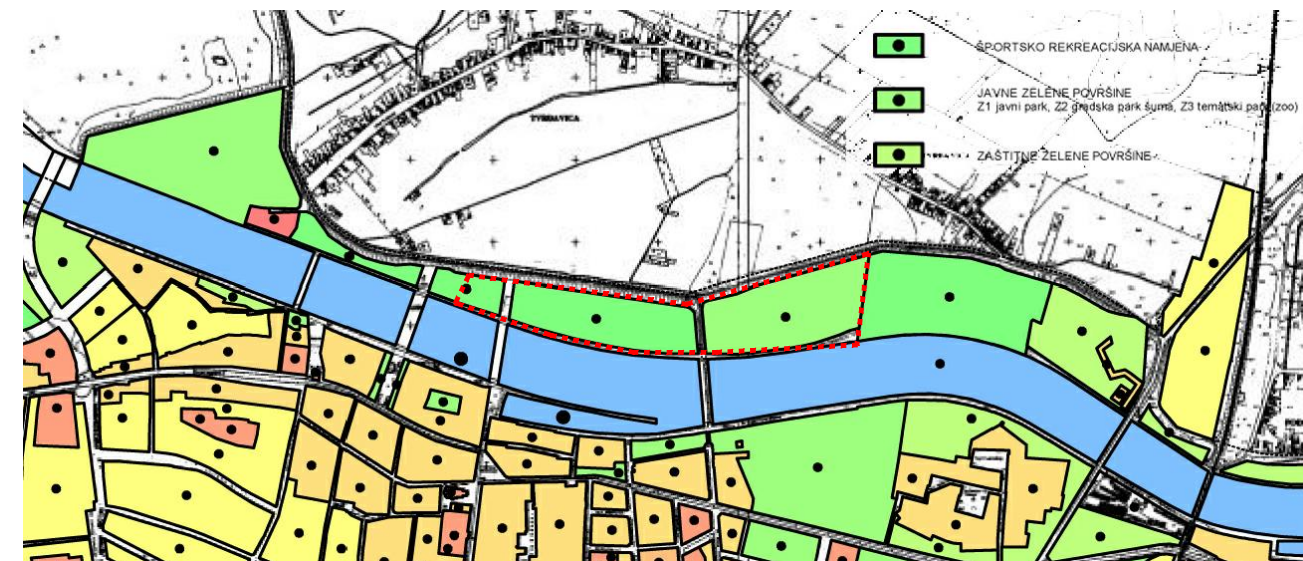 ŠPORTSKO REKREACIJSKA NAMJENA
JAVNE ZELENE POVRŠINE
Z1 javni park, Z2 gradska park šuma, Z3 tematski park (zoo)
TVRĐAVICA
ZAŠTITNE ZELENE POVRŠINE